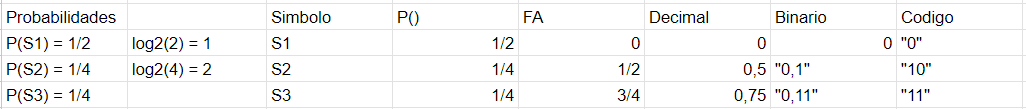 Probabilidades Simbolo P() FA Decimal Binario Codigo
P(S1) = 1/2 log2(2) = 1 S1 1/2 0 0 0 "0"
P(S2) = 1/4 log2(4) = 2 S2 1/4 1/2 0,5 "0,1" "10"
P(S3) = 1/4 S3 1/4 3/4 0,75 "0,11" "11"